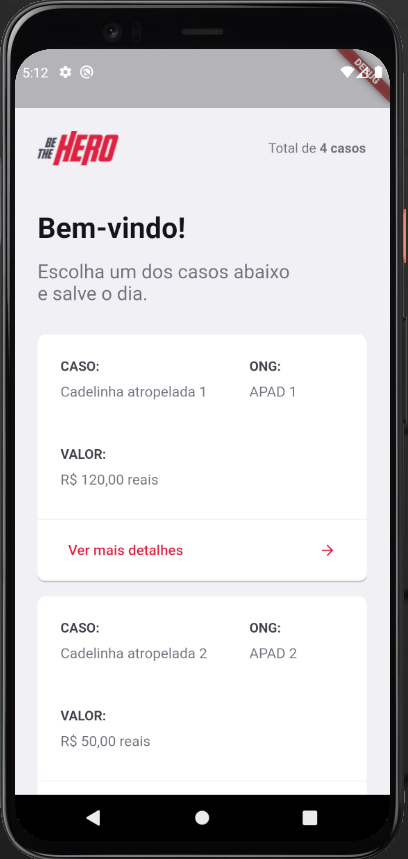 5:12
DEBUG
BE THE HERO
Total de 4 casos
Bem-vindo!
Escolha um dos casos abaixo
e salve o dia.
CASO: ONG:
Cadelinha atropelada 1 APAD 1
VALOR:
R$ 120,00 reais
Ver mais detalhes
CASO: ONG:
Cadelinha atropelada 2 APAD 2
VALOR:
R$ 50,00 reais